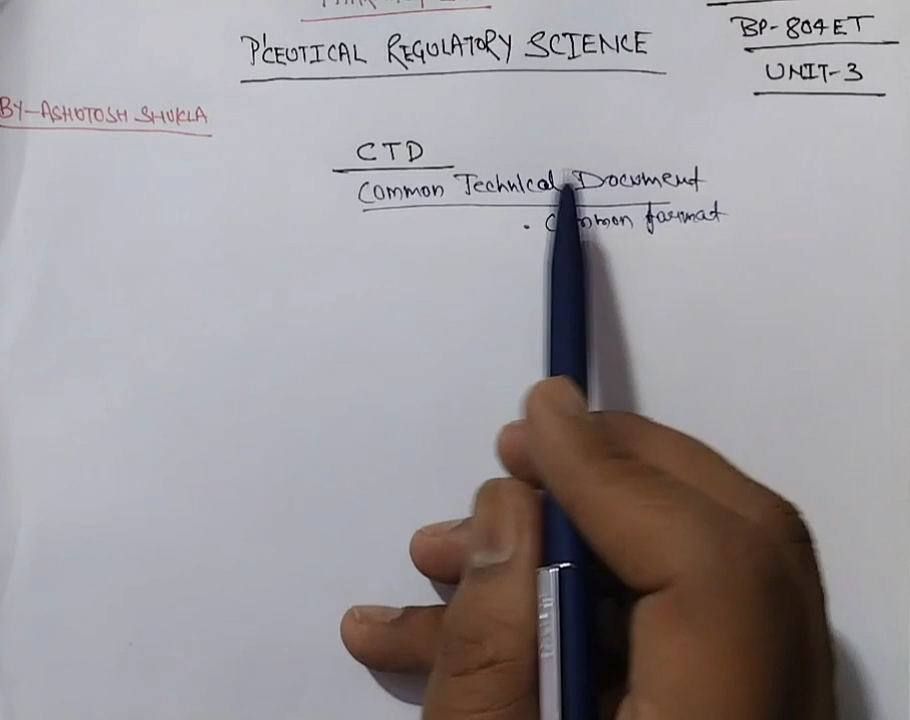 BP-804ET
P'CEUTICAL REGULATORY SCIENCE
UNIT-3
BY-ASHUTOSH SHUKLA
CTD
Common Technical Document
. Common format